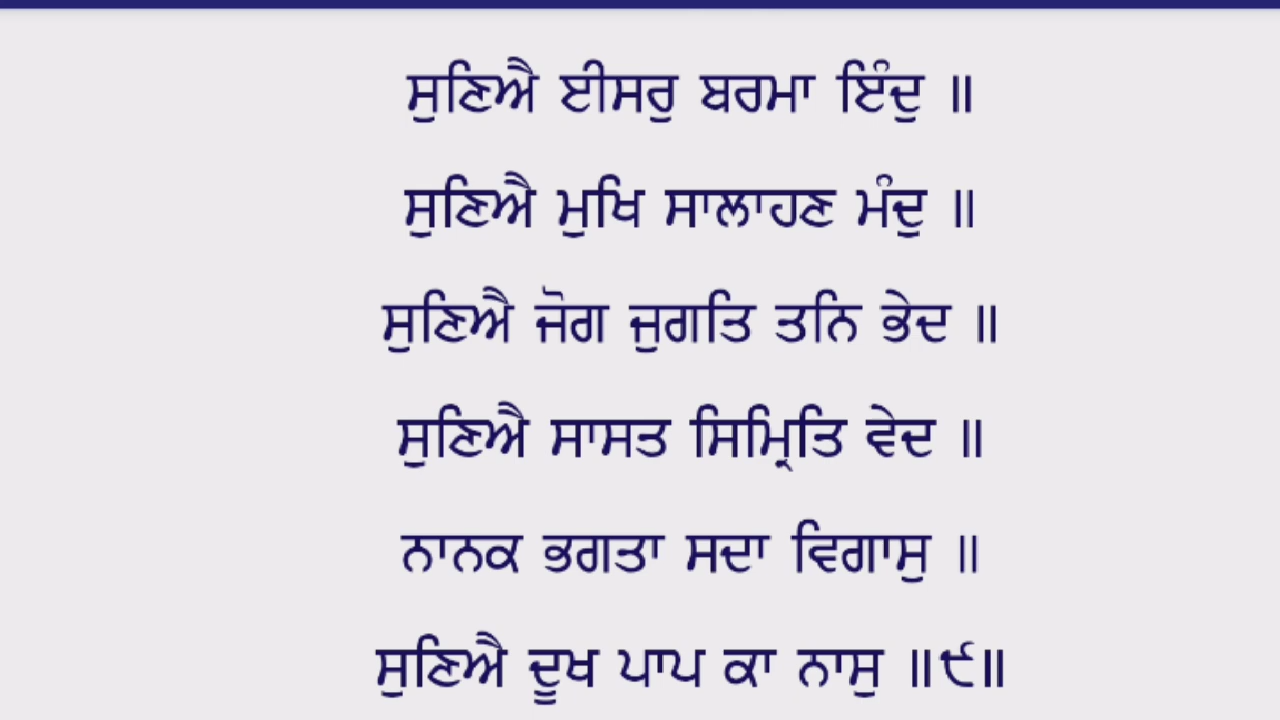 ਸੁਣਿਐ ਈਸਰੁ ਬਰਮਾ ਇੰਦੁ ॥
ਸੁਣਿਐ ਮੁਖਿ ਸਾਲਾਹਣ ਮੰਦੁ ॥
ਸੁਣਿਐ ਜੋਗ ਜੁਗਤਿ ਤਨਿ ਭੇਦ ॥
ਸੁਣਿਐ ਸਾਸਤ ਸਿਮ੍ਰਿਤਿ ਵੇਦ ॥
ਨਾਨਕ ਭਗਤਾ ਸਦਾ ਵਿਗਾਸੁ ॥
ਸੁਣਿਐ ਦੂਖ ਪਾਪ ਕਾ ਨਾਸੁ ॥੯॥